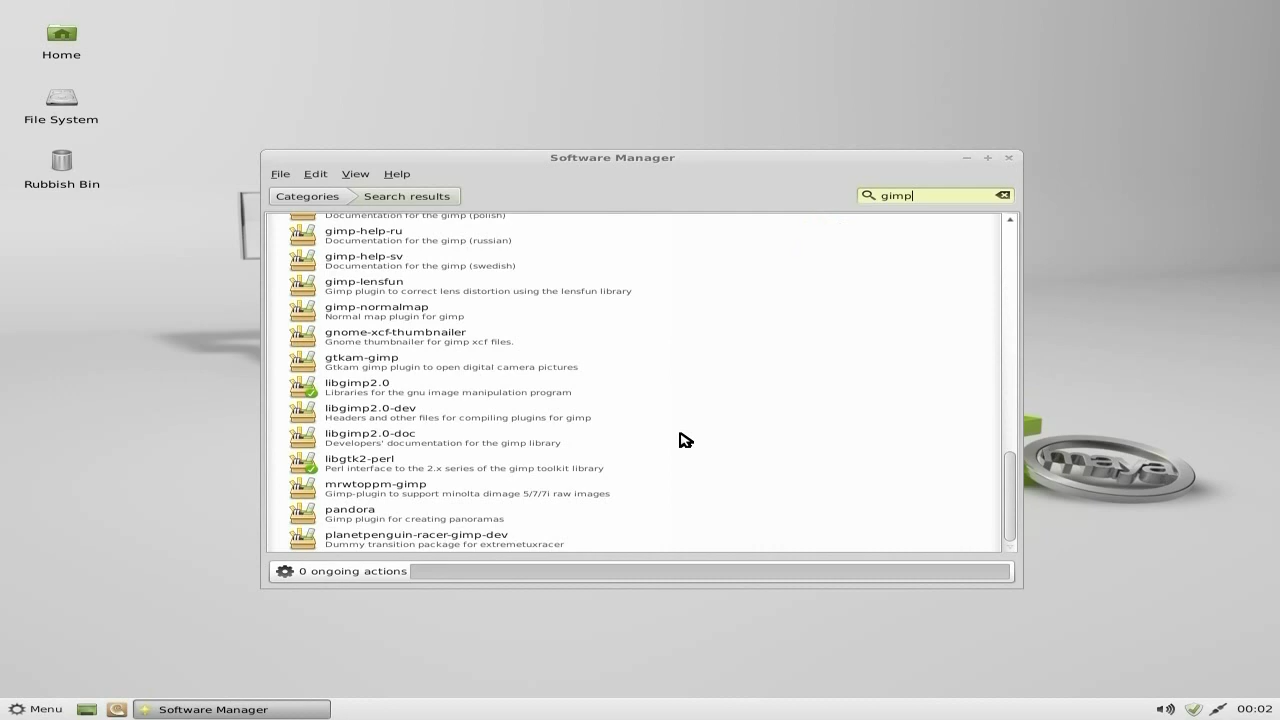 Home
File System
Rubbish Bin
Software Manager
File Edit View Help
Categories Search results
gimp
Documentation for the gimp (polish)
gimp-help-ru
Documentation for the gimp (russian)
gimp-help-sv
Documentation for the gimp (swedish)
gimp-lensfun
Gimp plugin to correct lens distortion using the lensfun library
gimp-normalmap
Normal map plugin for gimp
gnome-xcf-thumbnailer
Gnome thumbnailer for gimp xcf files.
gtkam-gimp
Gtkam gimp plugin to open digital camera pictures
libgimp2.0
Libraries for the gnu image manipulation program
libgimp2.0-dev
Headers and other files for compiling plugins for gimp
libgimp2.0-doc
Developers' documentation for the gimp library
libgtk2-perl
Perl interface to the 2.x series of the gimp toolkit library
mrwtoppm-gimp
Gimp-plugin to support minolta dimage 5/7/7i raw images
pandora
Gimp plugin for creating panoramas
planetpenguin-racer-gimp-dev
Dummy transition package for extremetuxracer
0 ongoing actions
maya
Menu
Software Manager
00:02